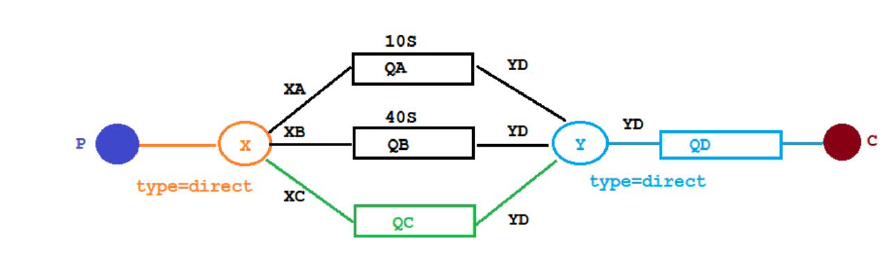 10S
QA
YD
XA
40S
XB
QB
YD
YD
P
X
Y
QD
C
type=direct
type=direct
XC
QC
YD